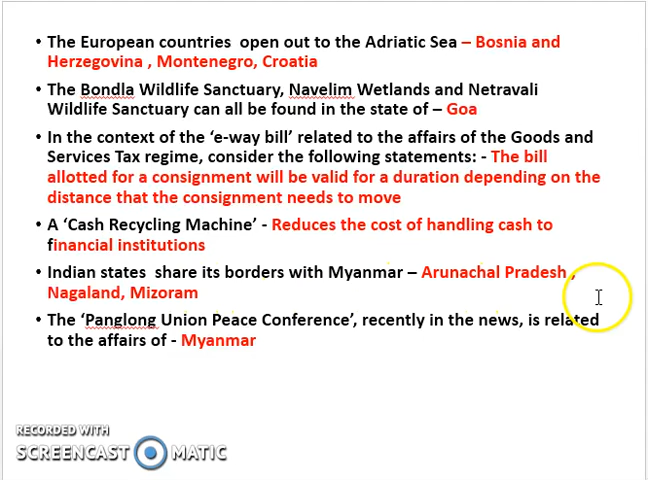 • The European countries  open out to the Adriatic Sea – Bosnia and
Herzegovina , Montenegro, Croatia
• The Bondla Wildlife Sanctuary, Navelim Wetlands and Netravali
Wildlife Sanctuary can all be found in the state of – Goa
• In the context of the ‘e-way bill’ related to the affairs of the Goods and
Services Tax regime, consider the following statements: - The bill
allotted for a consignment will be valid for a duration depending on the
distance that the consignment needs to move
• A ‘Cash Recycling Machine’ - Reduces the cost of handling cash to
financial institutions
• Indian states  share its borders with Myanmar – Arunachal Pradesh ,
Nagaland, Mizoram
• The ‘Panglong Union Peace Conference’, recently in the news, is related
to the affairs of - Myanmar
RECORDED WITH
SCREENCAST MATIC